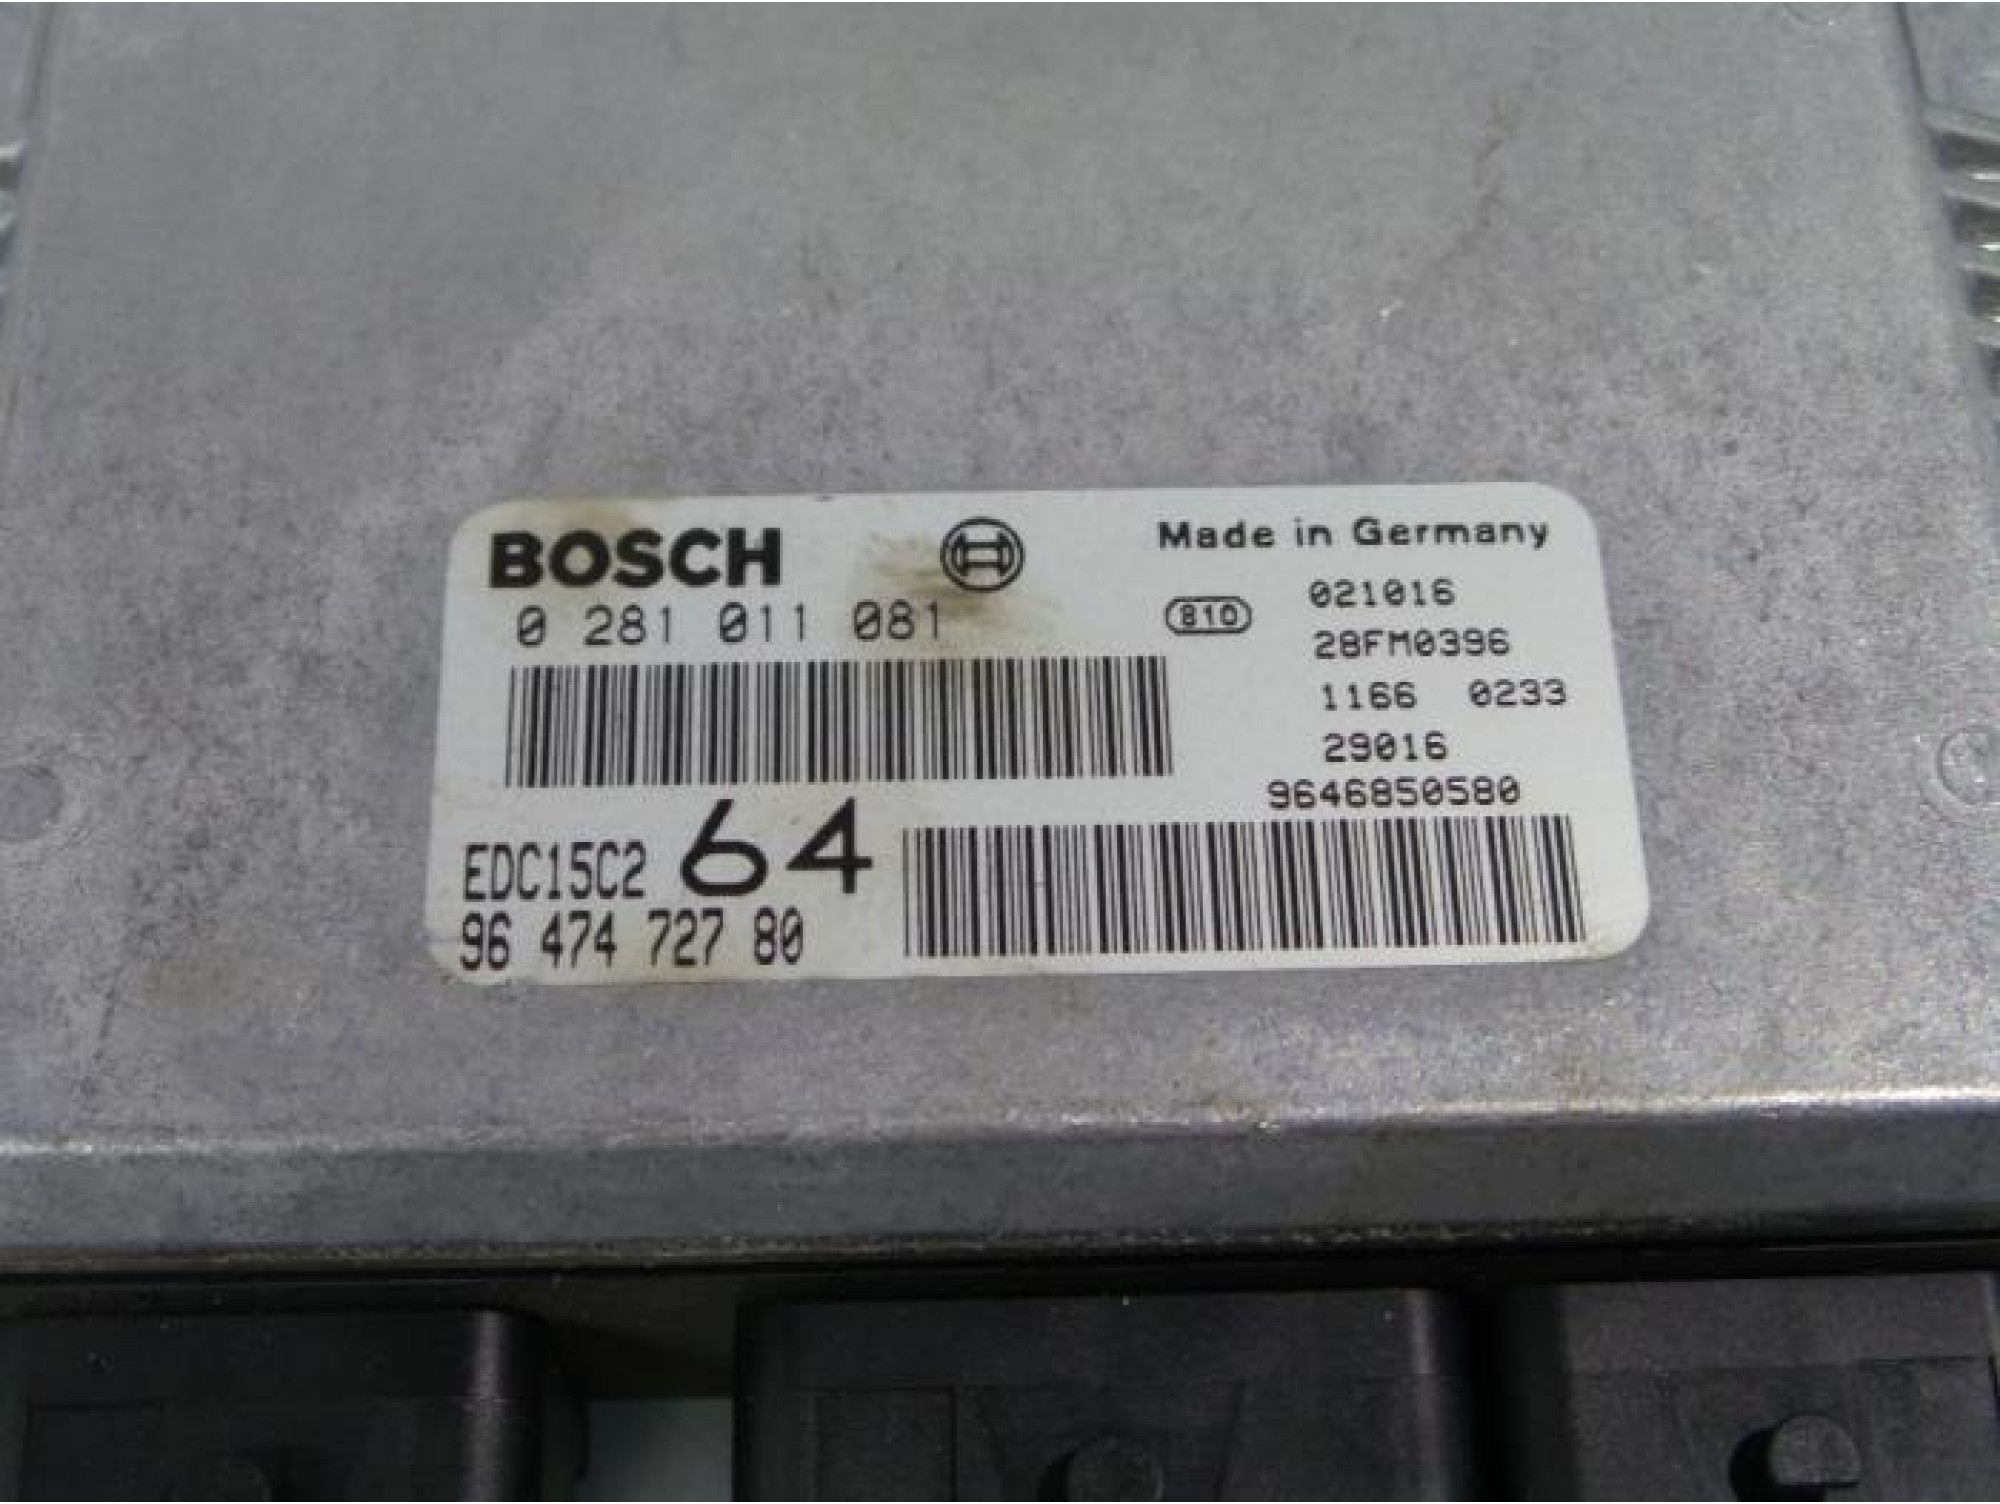 BOSCH
0 281 011 081
Made in Germany
810
021016
28FM0396
1166 0233
29016
9646850580
EDC15C2 64
96 474 727 80